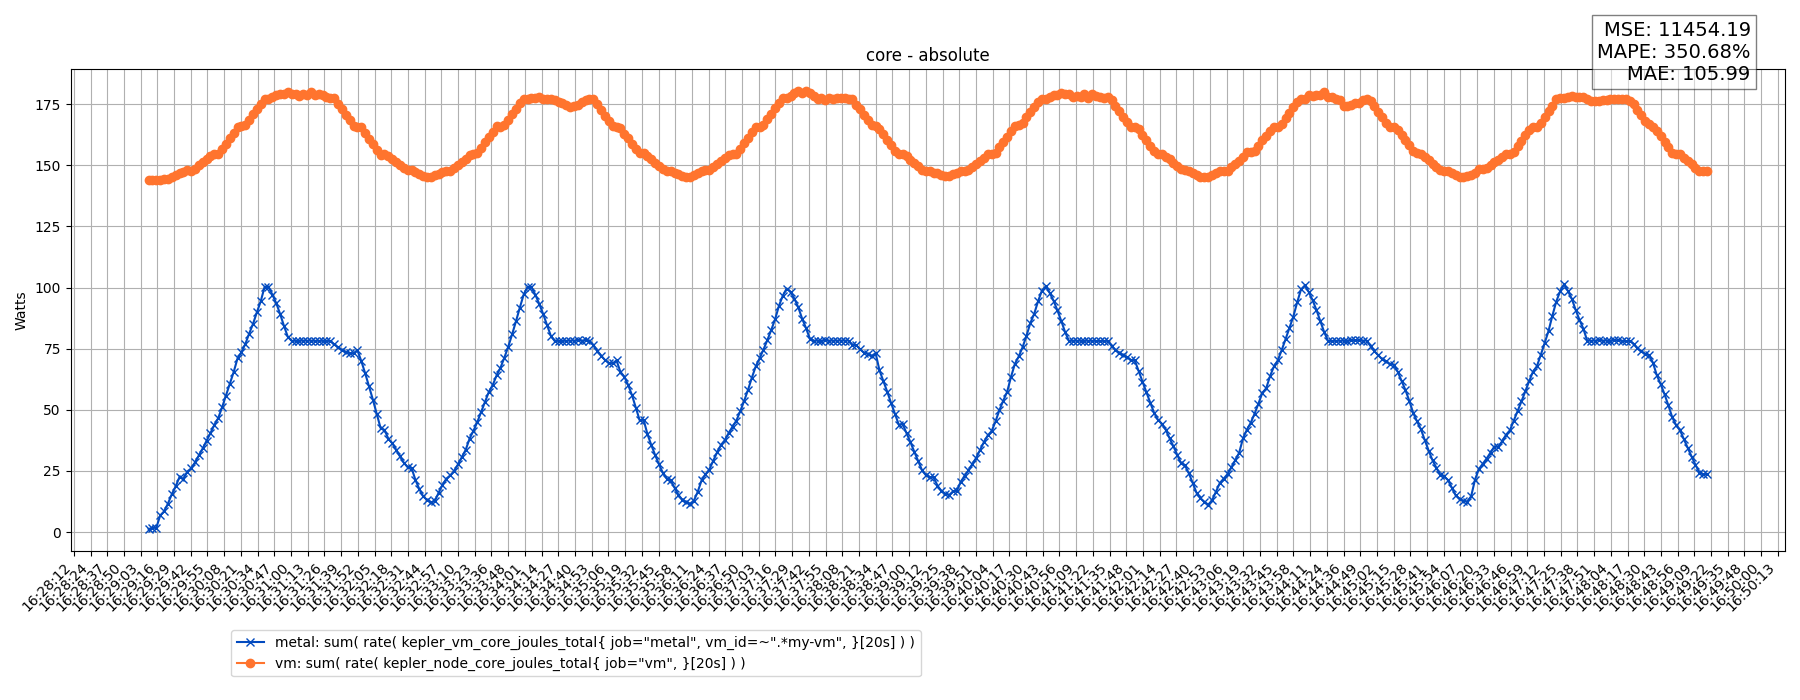 MSE: 11454.19
MAPE: 350.68%
MAE: 105.99
core - absolute
Watts
175
150
125
100
75
50
25
0
16:28:12 16:28:24 16:28:37 16:28:50 16:29:03 16:29:16 16:29:29 16:29:42 16:29:55 16:30:08 16:30:21 16:30:34 16:30:47 16:31:00 16:31:13 16:31:26 16:31:39 16:31:52 16:32:05 16:32:18 16:32:31 16:32:44 16:32:57 16:33:10 16:33:23 16:33:36 16:33:48 16:34:01 16:34:14 16:34:27 16:34:40 16:34:53 16:35:06 16:35:19 16:35:32 16:35:45 16:35:58 16:36:11 16:36:24 16:36:37 16:36:50 16:37:03 16:37:16 16:37:29 16:37:42 16:37:55 16:38:08 16:38:21 16:38:34 16:38:47 16:39:00 16:39:12 16:39:25 16:39:38 16:39:51 16:40:04 16:40:17 16:40:30 16:40:43 16:40:56 16:41:09 16:41:22 16:41:35 16:41:48 16:42:01 16:42:14 16:42:27 16:42:40 16:42:53 16:43:06 16:43:19 16:43:32 16:43:45 16:43:58 16:44:11 16:44:24 16:44:36 16:44:49 16:45:02 16:45:15 16:45:28 16:45:41 16:45:54 16:46:07 16:46:20 16:46:33 16:46:46 16:46:59 16:47:12 16:47:25 16:47:38 16:47:51 16:48:04 16:48:17 16:48:30 16:48:43 16:48:56 16:49:09 16:49:22 16:49:35 16:49:48 16:50:00 16:50:13
metal: sum( rate( kepler_vm_core_joules_total{ job="metal", vm_id=~".*my-vm", }[20s] ) )
vm: sum( rate( kepler_node_core_joules_total{ job="vm", }[20s] ) )